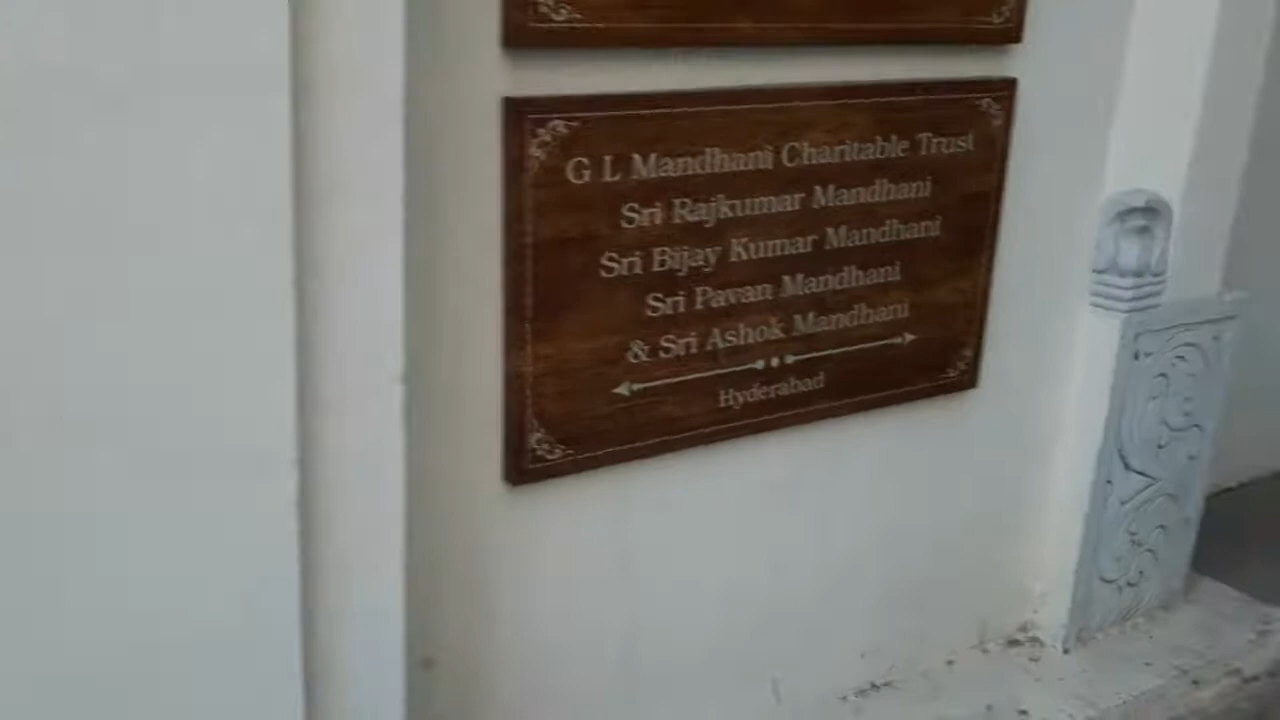 G L Mandhani Charitable Trust
Sri Rajkumar Mandhani
Sri Bijay Kumar Mandhani
Sri Pavan Mandhani
& Sri Ashok Mandhani
Hyderabad